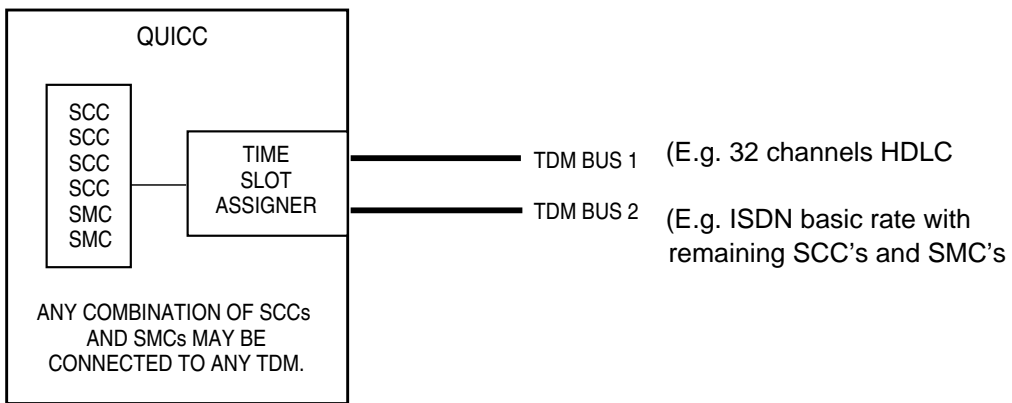 QUICC
SCC
SCC
SCC
SCC
SMC
SMC
TIME
SLOT
ASSIGNER
TDM BUS 1 (E.g. 32 channels HDLC
TDM BUS 2 (E.g. ISDN basic rate with
remaining SCC's and SMC's
ANY COMBINATION OF SCCs
AND SMCs MAY BE
CONNECTED TO ANY TDM.